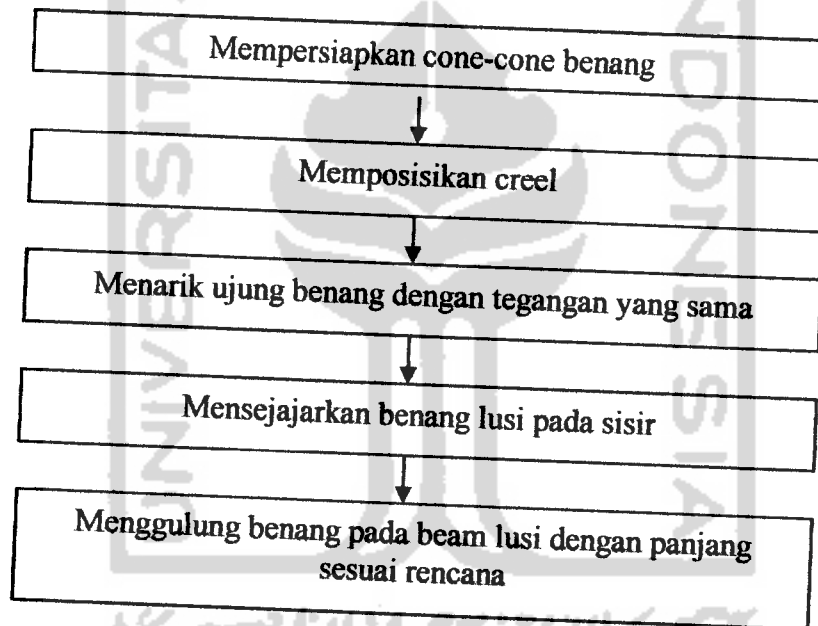 Mempersiapkan cone-cone benang
Memposisikan creel
Menarik ujung benang dengan tegangan yang sama
Mensejajarkan benang lusi pada sisir
Menggulung benang pada beam lusi dengan panjang
sesuai rencana